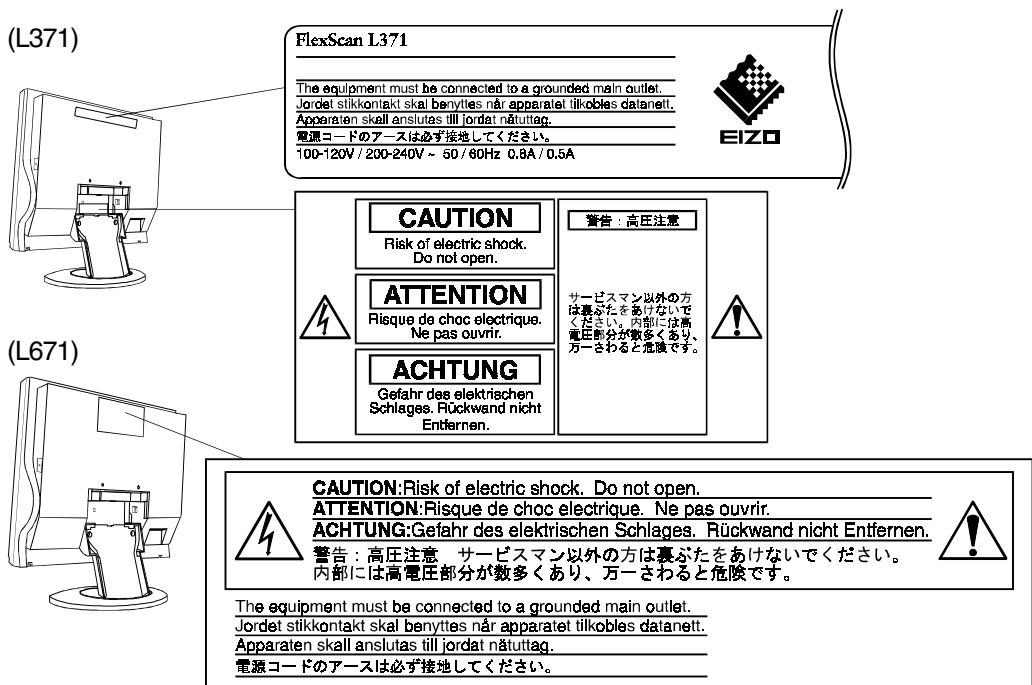 (L371)
FlexScan L371
The equipment must be connected to a grounded main outlet.
Jordet stikkontakt skal benyttes når apparatet tilkobles datanett.
Apparaten skall anslutas till jordat nätuttag.
電源コードのアースは必ず接地してください。
100-120V / 200-240V ~ 50 / 60Hz 0.8A / 0.5A
EIZO
CAUTION
Risk of electric shock.
Do not open.
ATTENTION
Risque de choc electrique.
Ne pas ouvrir.
ACHTUNG
Gefahr des elektrischen
Schlages. Rückwand nicht
Entfernen.
警告：高圧注意
サービスマン以外の方
は裏ぶたをあけないで
ください。内部には高
電圧部分が数多くあり、
万一さわると危険です。
(L671)
CAUTION:Risk of electric shock. Do not open.
ATTENTION:Risque de choc electrique. Ne pas ouvrir.
ACHTUNG:Gefahr des elektrischen Schlages. Rückwand nicht Entfernen.
警告：高圧注意 サービスマン以外の方は裏ぶたをあけないでください。
内部には高電圧部分が数多くあり、万一さわると危険です。
The equipment must be connected to a grounded main outlet.
Jordet stikkontakt skal benyttes når apparatet tilkobles datanett.
Apparaten skall anslutas till jordat nätuttag.
電源コードのアースは必ず接地してください。